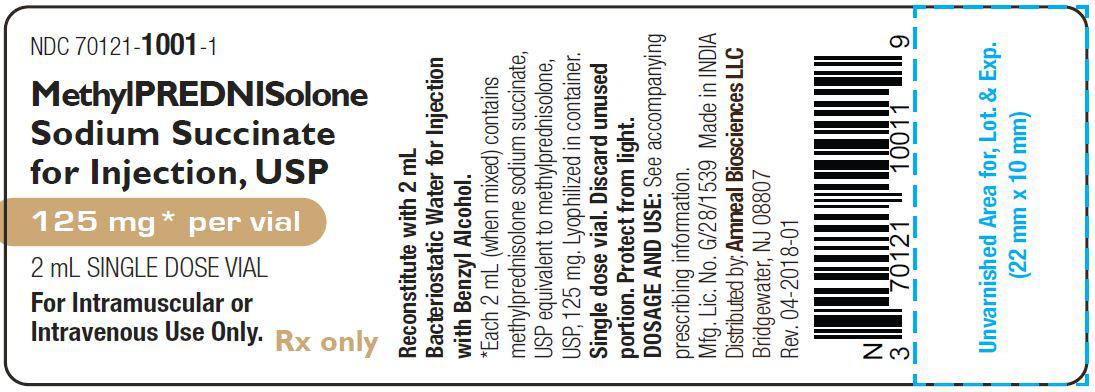 NDC 70121-1001-1
MethylPREDNISolone
Sodium Succinate
for Injection, USP
125 mg* per vial
2 mL SINGLE DOSE VIAL
For Intramuscular or
Intravenous Use Only.
Rx only
Reconstitute with 2 mL
Bacteriostatic Water for Injection
with Benzyl Alcohol.
*Each 2 mL (when mixed) contains
methylprednisolone sodium succinate,
USP equivalent to methylprednisolone,
USP, 125 mg. Lyophilized in container.
Single dose vial. Discard unused
portion. Protect from light.
DOSAGE AND USE: See accompanying
prescribing information.
Mfg. Lic. No. G/28/1539 Made in INDIA
Distributed by: Amneal Biosciences LLC
Bridgewater, NJ 08807
Rev. 04-2018-01
N
3 70121 10011 9
Unvarnished Area for, Lot. & Exp.
(22 mm x 10 mm)